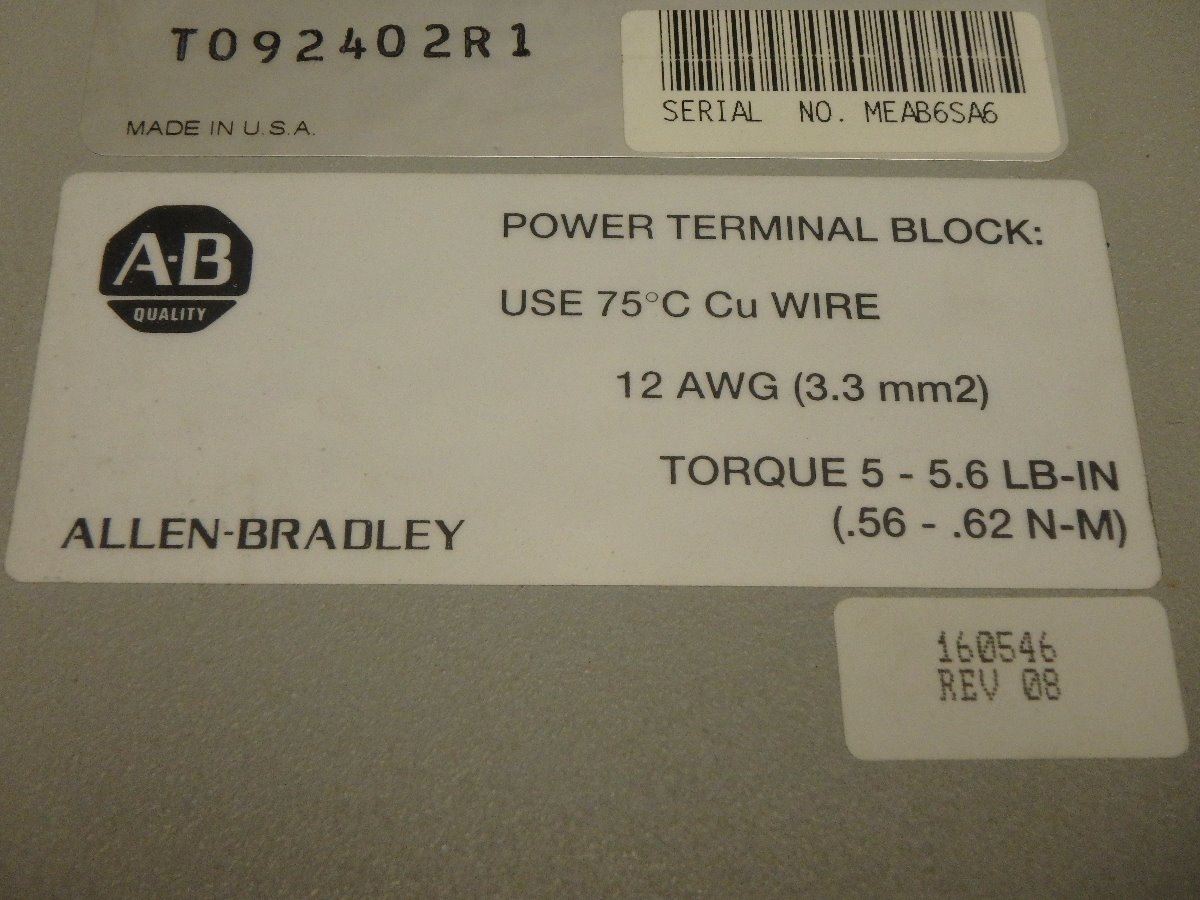 T092402R1
MADE IN U.S.A.
SERIAL NO. MEAB6SA6
A-B
QUALITY
POWER TERMINAL BLOCK:
USE 75°C Cu WIRE
12 AWG (3.3 mm2)
TORQUE 5 - 5.6 LB-IN
(.56 - .62 N-M)
ALLEN-BRADLEY
160546
REV 08